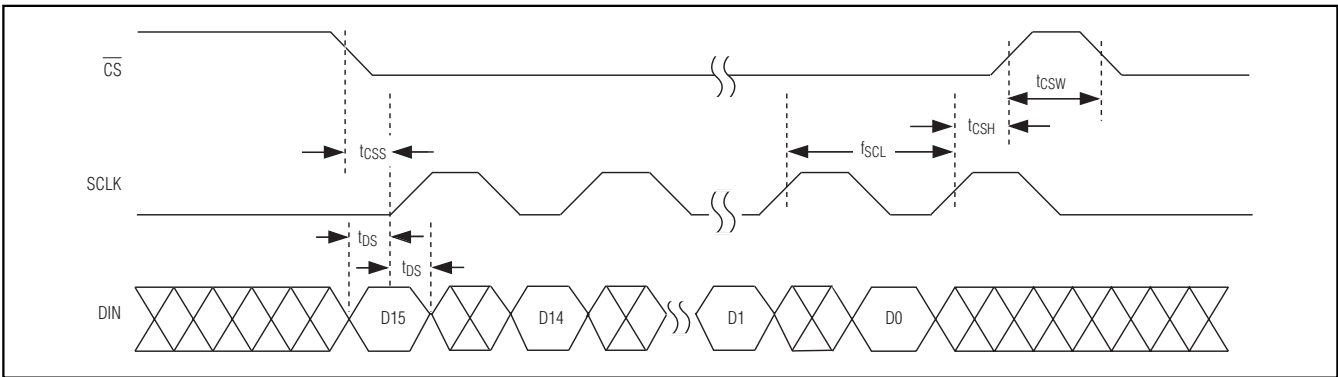 CS
tCSW
tCSH
tCSS
fSCL
SCLK
tDS
tDS
DIN
D15
D14
D1
D0